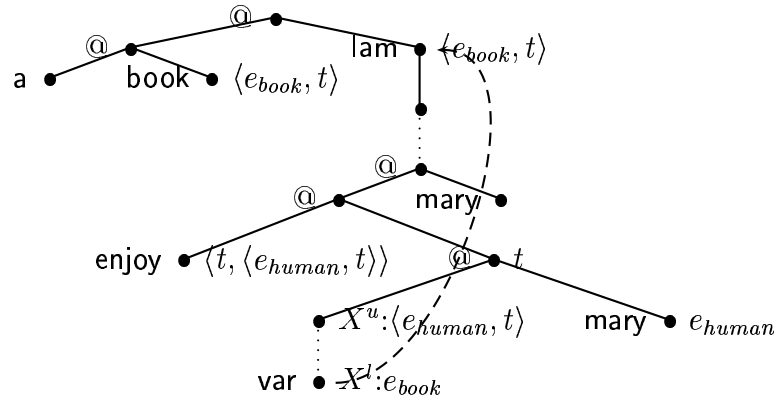 @
@ lam ⟨e_book, t⟩
a book ⟨e_book, t⟩
@
@ mary
enjoy ⟨t, ⟨e_human, t⟩⟩ @ t
X^u:⟨e_human, t⟩ mary e_human
var X^l:e_book